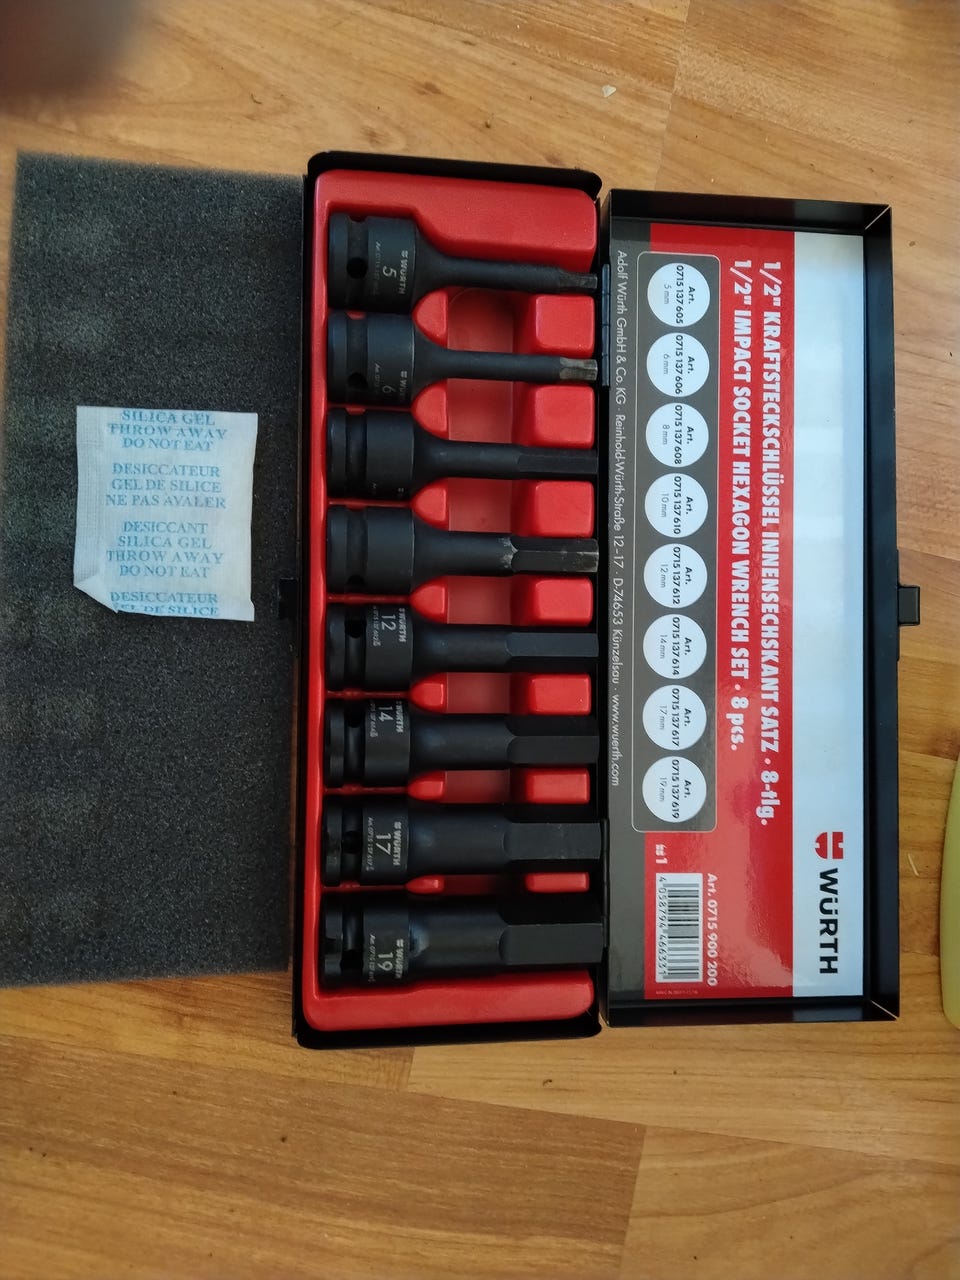 SILICA GEL
THROW AWAY
DO NOT EAT
DESICCATEUR
GEL DE SILICE
NE PAS AVALER
DESICCANT
SILICA GEL
THROW AWAY
DO NOT EAT
DESICCATEUR
GEL DE SILICE
WÜRTH
5
6
WÜRTH
12
WÜRTH
14
WÜRTH
17
WÜRTH
19
WÜRTH
1/2" KRAFTSTECKSCHLÜSSEL INNENSECHSKANT SATZ · 8-tlg.
1/2" IMPACT SOCKET HEXAGON WRENCH SET · 8 pcs.
Art.
0715 137 605
5 mm
Art.
0715 137 606
6 mm
Art.
0715 137 608
8 mm
Art.
0715 137 610
10 mm
Art.
0715 137 612
12 mm
Art.
0715 137 614
14 mm
Art.
0715 137 617
17 mm
Art.
0715 137 619
19 mm
1
Art. 0715 900 200
4 058794 466331
Adolf Würth GmbH & Co. KG · Reinhold-Würth-Straße 12–17 · D-74653 Künzelsau · www.wuerth.com